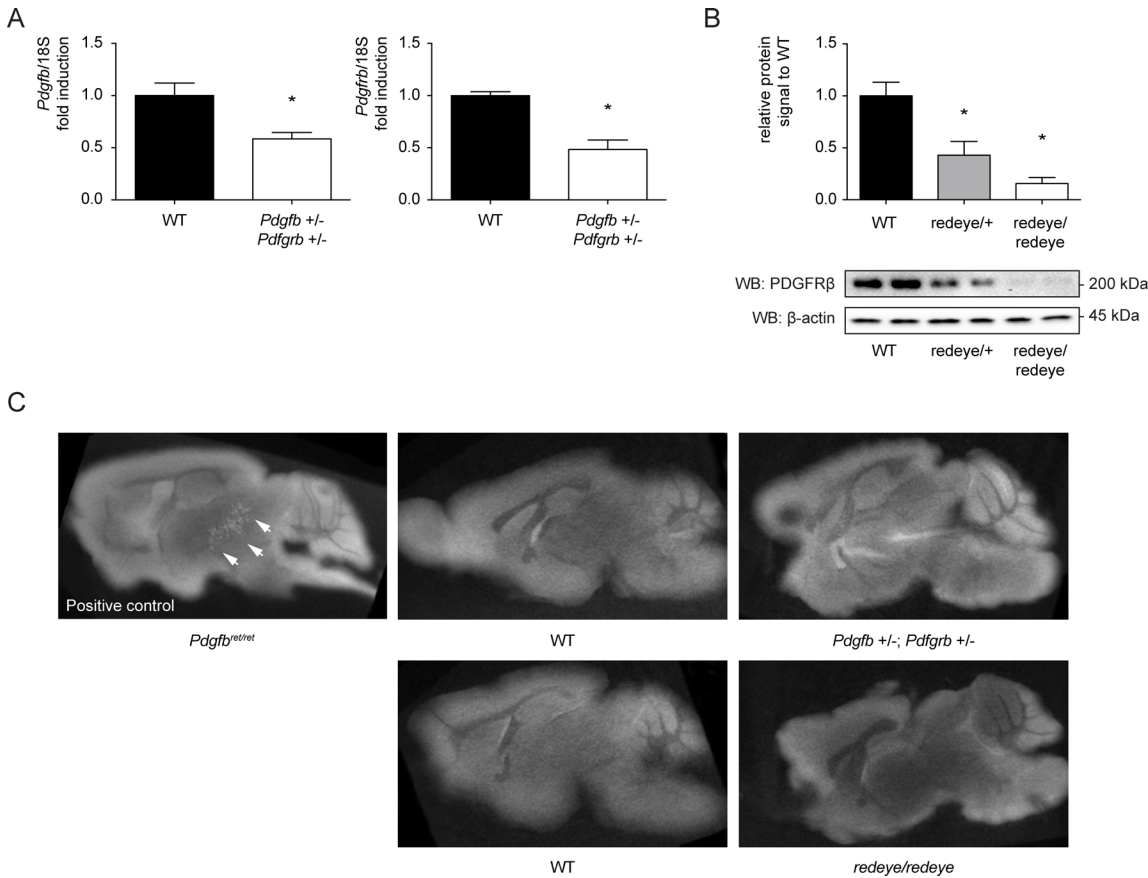 A
Pdgfb/18S
fold induction
1.5
1.0
0.5
0.0
*
WT
Pdgfb +/-
Pdfgrb +/-
Pdgfrb/18S
fold induction
1.5
1.0
0.5
0.0
*
WT
Pdgfb +/-
Pdfgrb +/-
B
relative protein
signal to WT
1.5
1.0
0.5
0.0
*
*
WT
redeye/+
redeye/
redeye
WB: PDGFRβ
200 kDa
WB: β-actin
45 kDa
WT
redeye/+
redeye/
redeye
C
Positive control
Pdgfbret/ret
WT
Pdgfb +/-; Pdfgrb +/-
WT
redeye/redeye